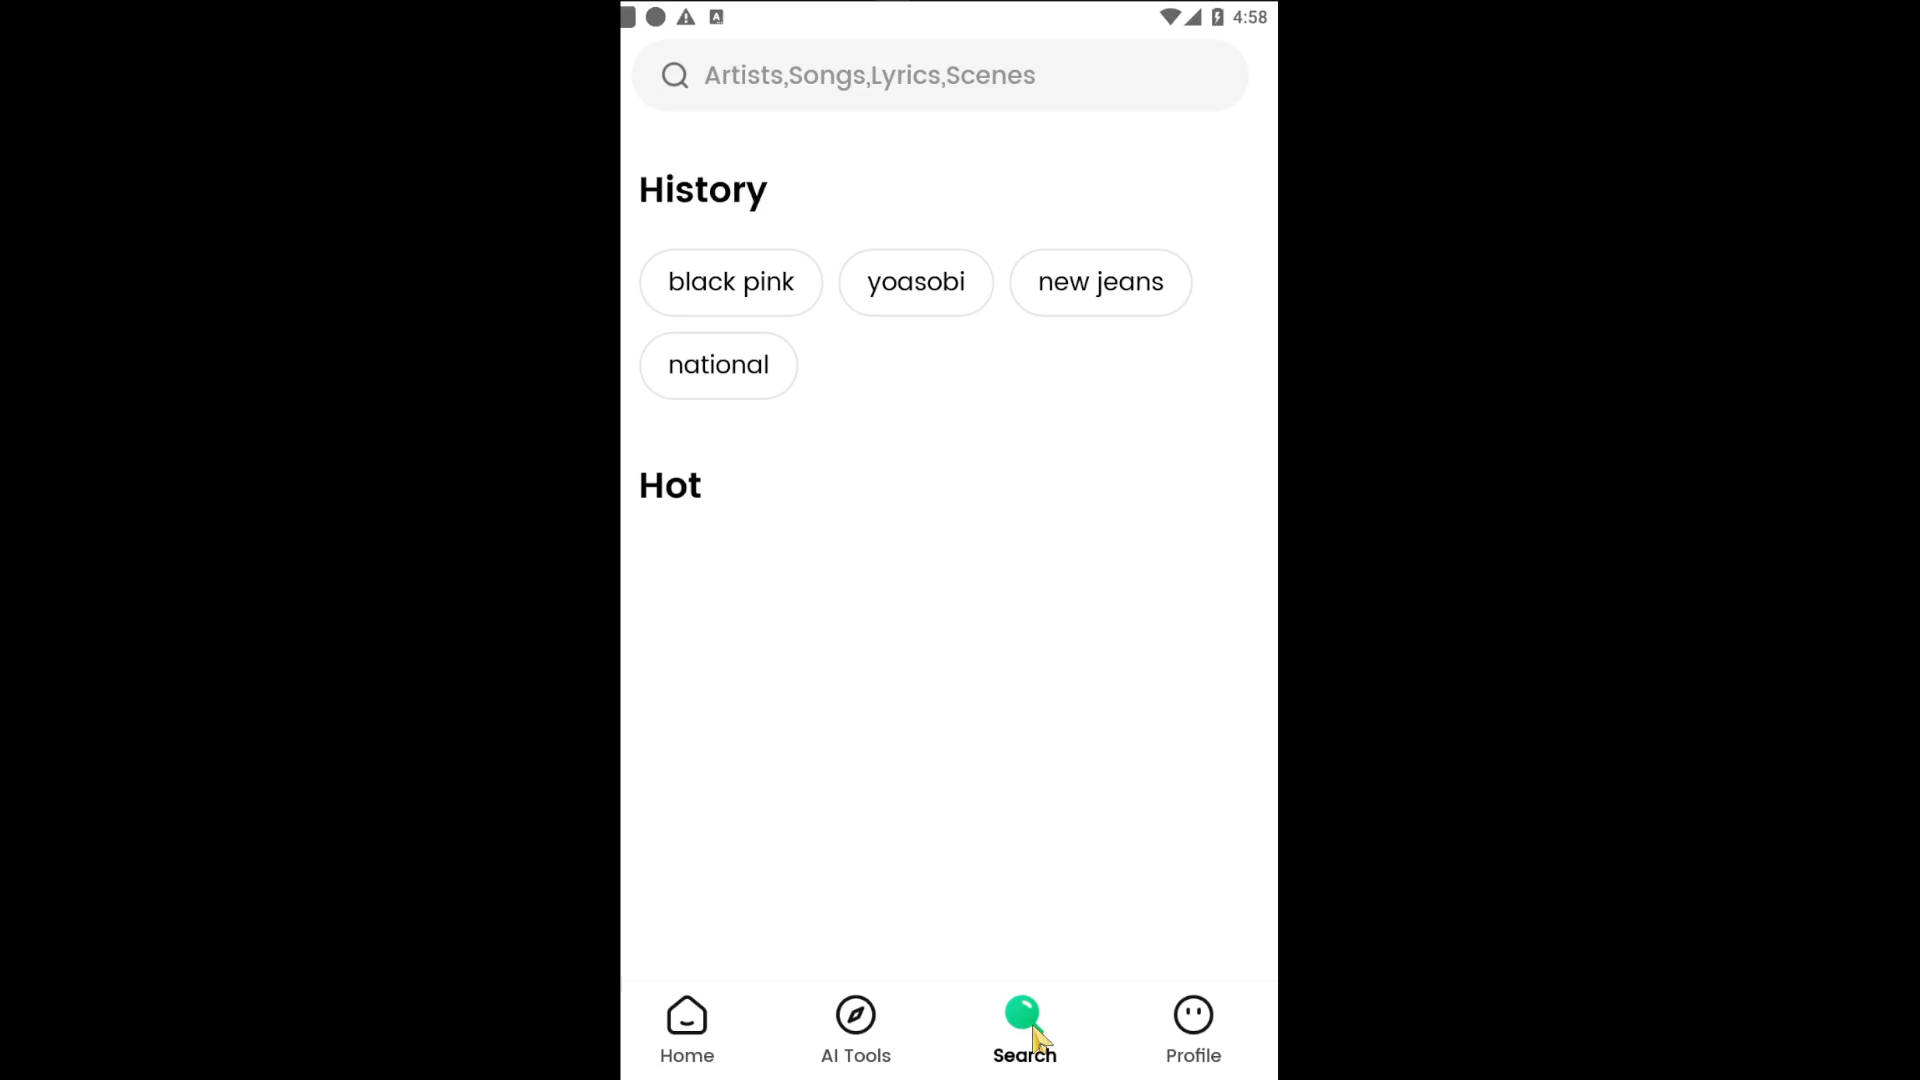 4:58
Artists,Songs,Lyrics,Scenes
History
black pink yoasobi new jeans
national
Hot
Home AI Tools Search Profile